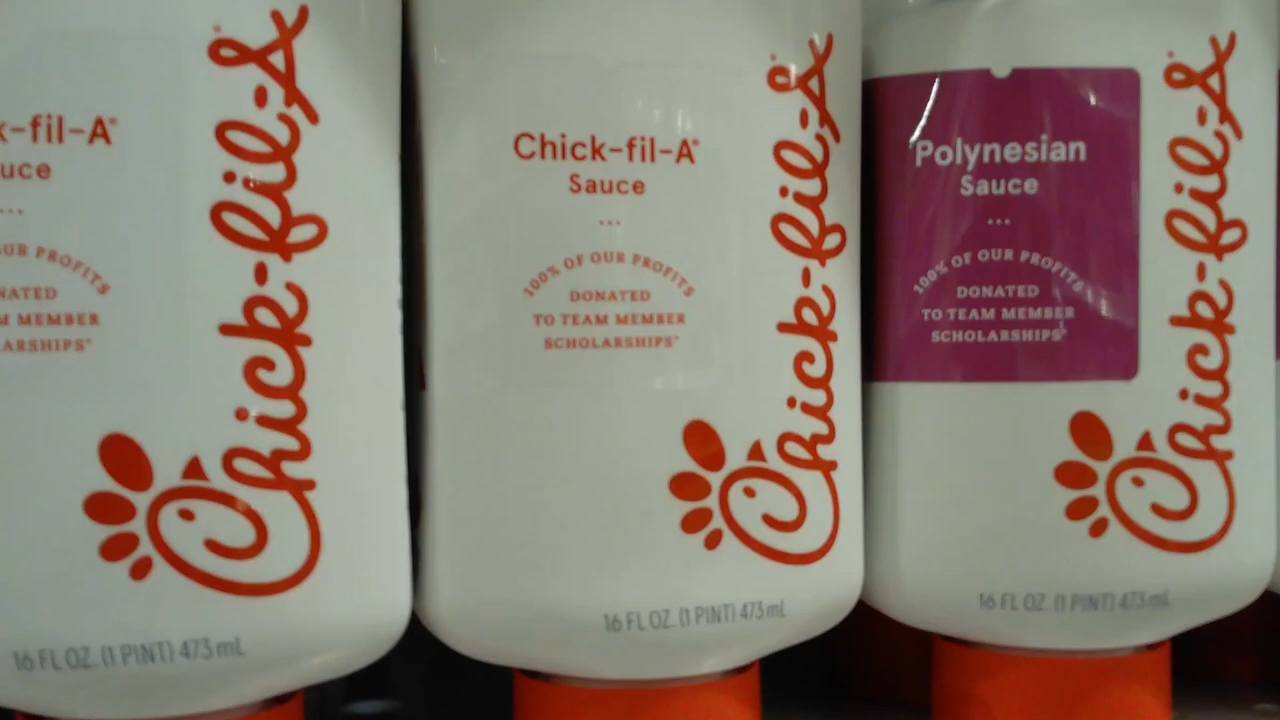 k-fil-A®
uce
...
OUR PROFITS
NATED
M MEMBER
ARSHIPS*
Chick-fil-A®
16 FL OZ. (1 PINT) 473 mL
Chick-fil-A®
Sauce
...
100% OF OUR PROFITS
DONATED
TO TEAM MEMBER
SCHOLARSHIPS*
Chick-fil-A®
16 FL OZ. (1 PINT) 473 mL
Polynesian
Sauce
...
100% OF OUR PROFITS
DONATED
TO TEAM MEMBER
SCHOLARSHIPS*
Chick-fil-A®
16 FL OZ. (1 PINT) 473 mL